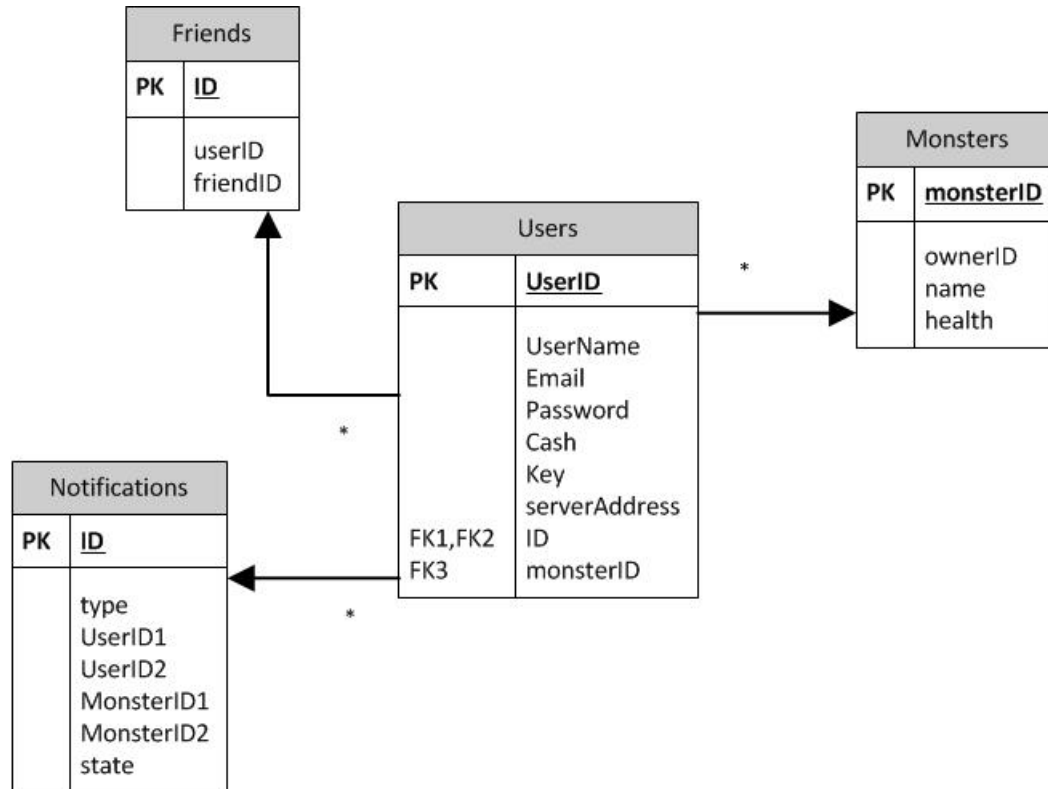 Friends
PK ID
userID
friendID
Monsters
PK monsterID
ownerID
name
health
*
Users
PK UserID
UserName
Email
Password
Cash
Key
serverAddress
FK1,FK2 ID
FK3 monsterID
*
*
Notifications
PK ID
type
UserID1
UserID2
MonsterID1
MonsterID2
state